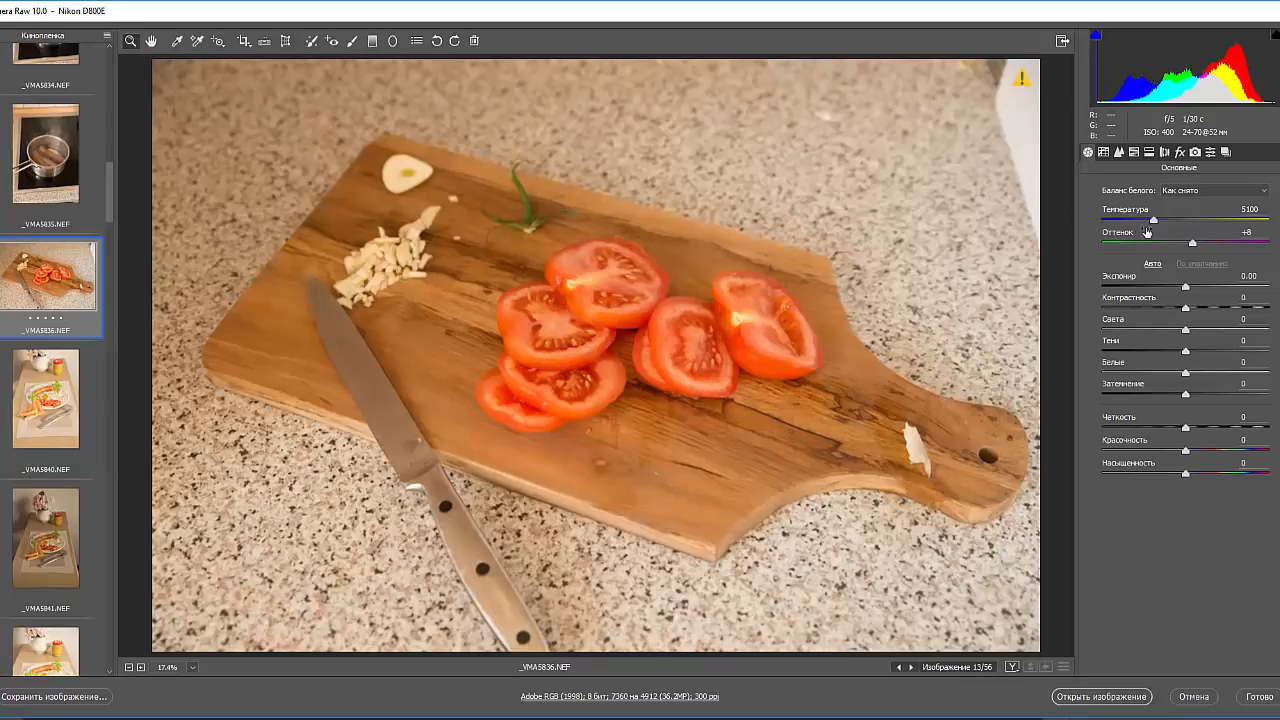 era Raw 10.0 - Nikon D800E
Кинопленка
_VMA5834.NEF
_VMA5835.NEF
_VMA5836.NEF
_VMA5840.NEF
_VMA5841.NEF
17.4%
_VMA5836.NEF
Изображение 13/56
Y
R: ---
G: ---
B: ---
f/5 1/30 с
ISO: 400 24-70@52 мм
fx
Основные
Баланс белого: Как снято
Температура 5100
Оттенок +8
Авто По умолчанию
Экспонир 0.00
Контрастность 0
Света 0
Тени 0
Белые 0
Затемнение 0
Четкость 0
Красочность 0
Насыщенность 0
Сохранить изображение...
Adobe RGB (1998); 8 бит; 7360 на 4912 (36,2MP); 300 ppi
Открыть изображение
Отмена
Готово